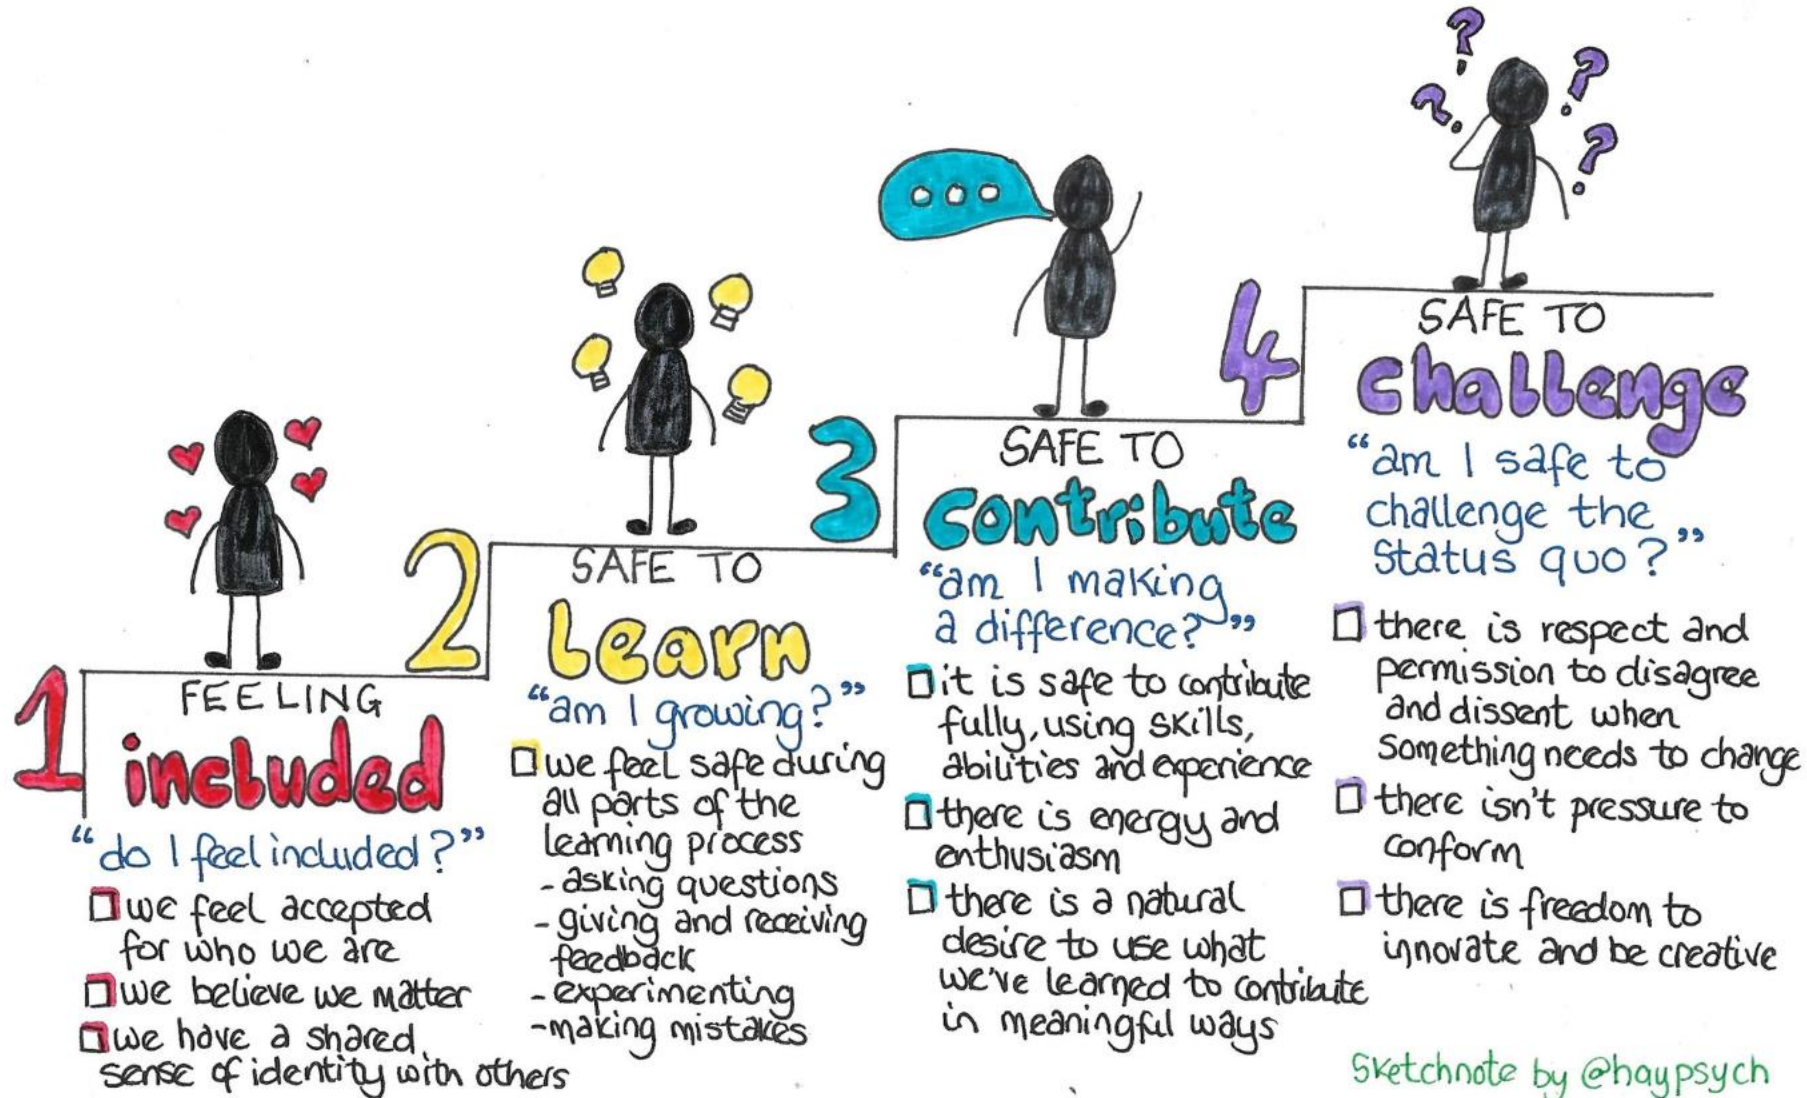 1
FEELING
included
“do I feel included?”
we feel accepted
for who we are
we believe we matter
we have a shared
sense of identity with others
2
SAFE TO
Learn
“am I growing?”
we feel safe during
all parts of the
learning process
- asking questions
- giving and receiving
feedback
- experimenting
- making mistakes
3
SAFE TO
contribute
“am I making
a difference?”
it is safe to contribute
fully, using skills,
abilities and experience
there is energy and
enthusiasm
there is a natural
desire to use what
we've learned to contribute
in meaningful ways
4
SAFE TO
challenge
“am I safe to
challenge the
status quo?”
there is respect and
permission to disagree
and dissent when
something needs to change
there isn't pressure to
conform
there is freedom to
innovate and be creative
Sketchnote by @haypsych
? ? ? ?